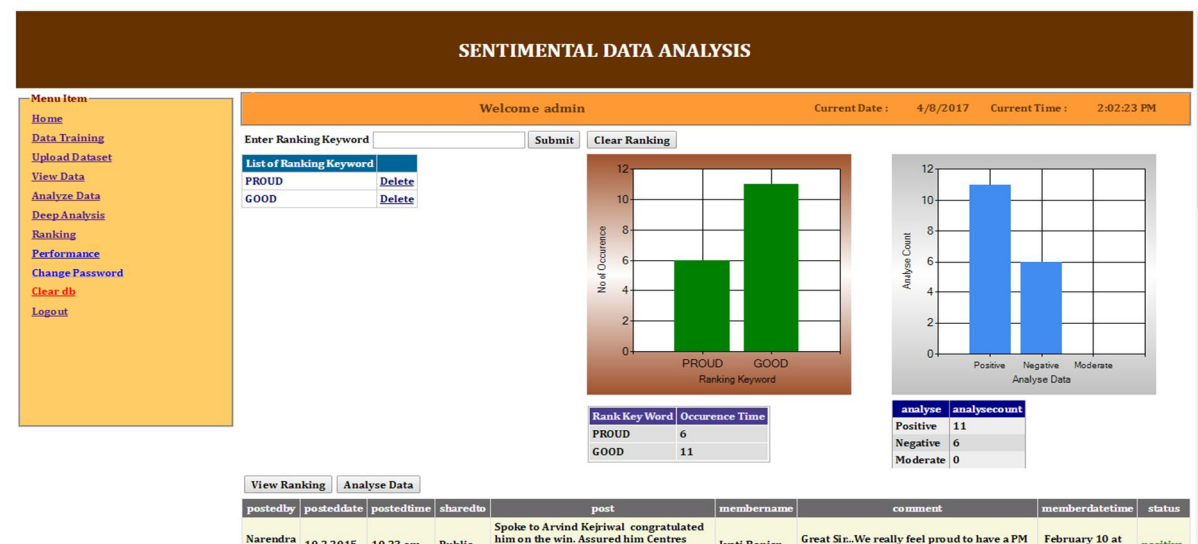 SENTIMENTAL DATA ANALYSIS
Menu Item
Home
Data Training
Upload Dataset
View Data
Analyze Data
Deep Analysis
Ranking
Performance
Change Password
Clear db
Logout
Welcome admin Current Date : 4/8/2017 Current Time : 2:02:23 PM
Enter Ranking Keyword Submit Clear Ranking
List of Ranking Keyword
PROUD Delete
GOOD Delete
12
10
8
6
4
2
0
No of Occurence
PROUD GOOD
Ranking Keyword
Rank Key Word Occurence Time
PROUD 6
GOOD 11
12
10
8
6
4
2
0
Analyse Count
Positive Negative Moderate
Analyse Data
analyse analysecount
Positive 11
Negative 6
Moderate 0
View Ranking Analyse Data
postedby posteddate postedtime sharedto post membername comment memberdatetime status
Spoke to Arvind Kejriwal congratulated
Narendra him on the win. Assured him Centres Great Sir...We really feel proud to have a PM February 10 at